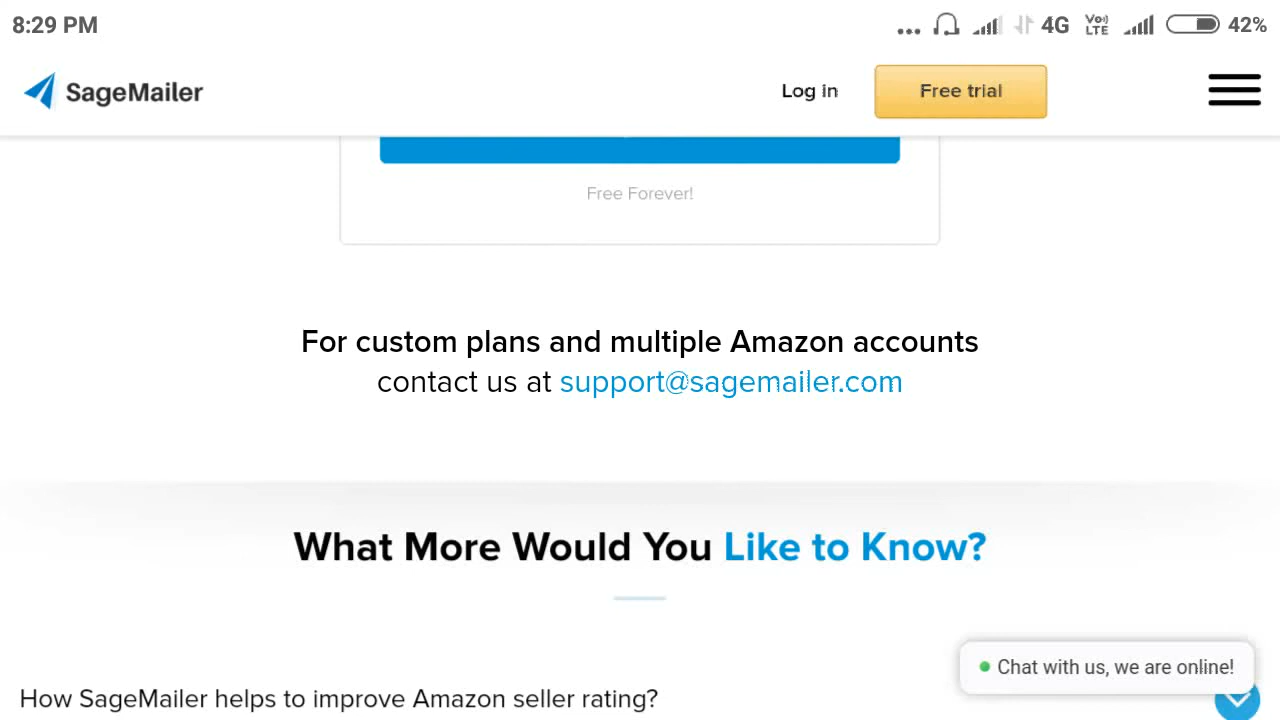 8:29 PM
4G
Vo))
LTE
42%
SageMailer
Log in
Free trial
Free Forever!
For custom plans and multiple Amazon accounts
contact us at support@sagemailer.com
What More Would You Like to Know?
Chat with us, we are online!
How SageMailer helps to improve Amazon seller rating?